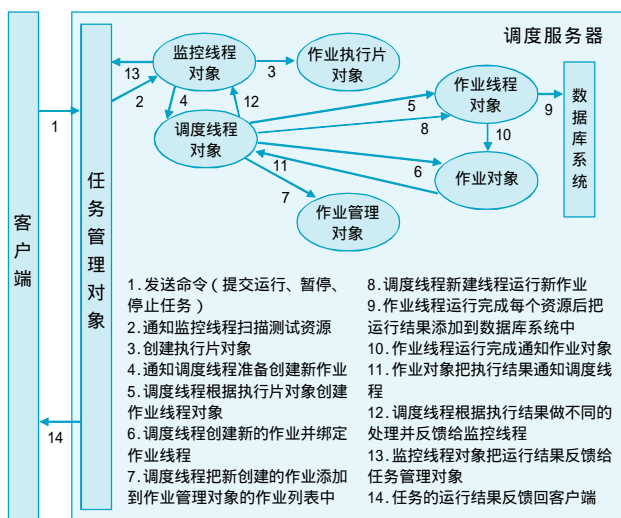 调度服务器
监控线程
对象
作业执行片
对象
作业线程
对象
数据库系统
调度线程
对象
作业对象
作业管理
对象
任务管理对象
客户端
1
13
2
4
3
12
5
8
9
10
11
6
7
14
1.发送命令(提交运行、暂停、
停止任务)
2.通知监控线程扫描测试资源
3.创建执行片对象
4.通知调度线程准备创建新作业
5.调度线程根据执行片对象创建
作业线程对象
6.调度线程创建新的作业并绑定
作业线程
7.调度线程把新创建的作业添加
到作业管理对象的作业列表中
8.调度线程新建线程运行新作业
9.作业线程运行完成每个资源后把
运行结果添加到数据库系统中
10.作业线程运行完成通知作业对象
11.作业对象把执行结果通知调度线
程
12.调度线程根据执行结果做不同的
处理并反馈给监控线程
13.监控线程对象把运行结果反馈给
任务管理对象
14.任务的运行结果反馈回客户端